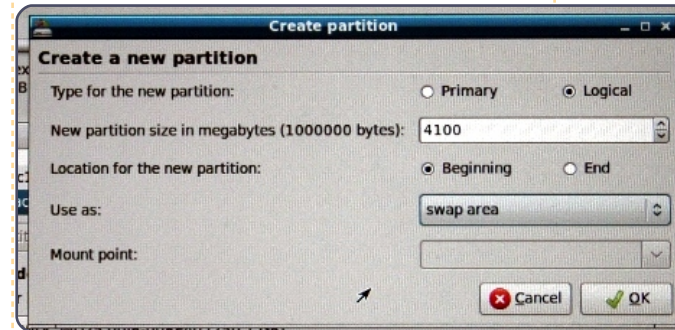 Create partition
Create a new partition
Type for the new partition: Primary Logical
New partition size in megabytes (1000000 bytes): 4100
Location for the new partition: Beginning End
Use as: swap area
Mount point:
Cancel OK